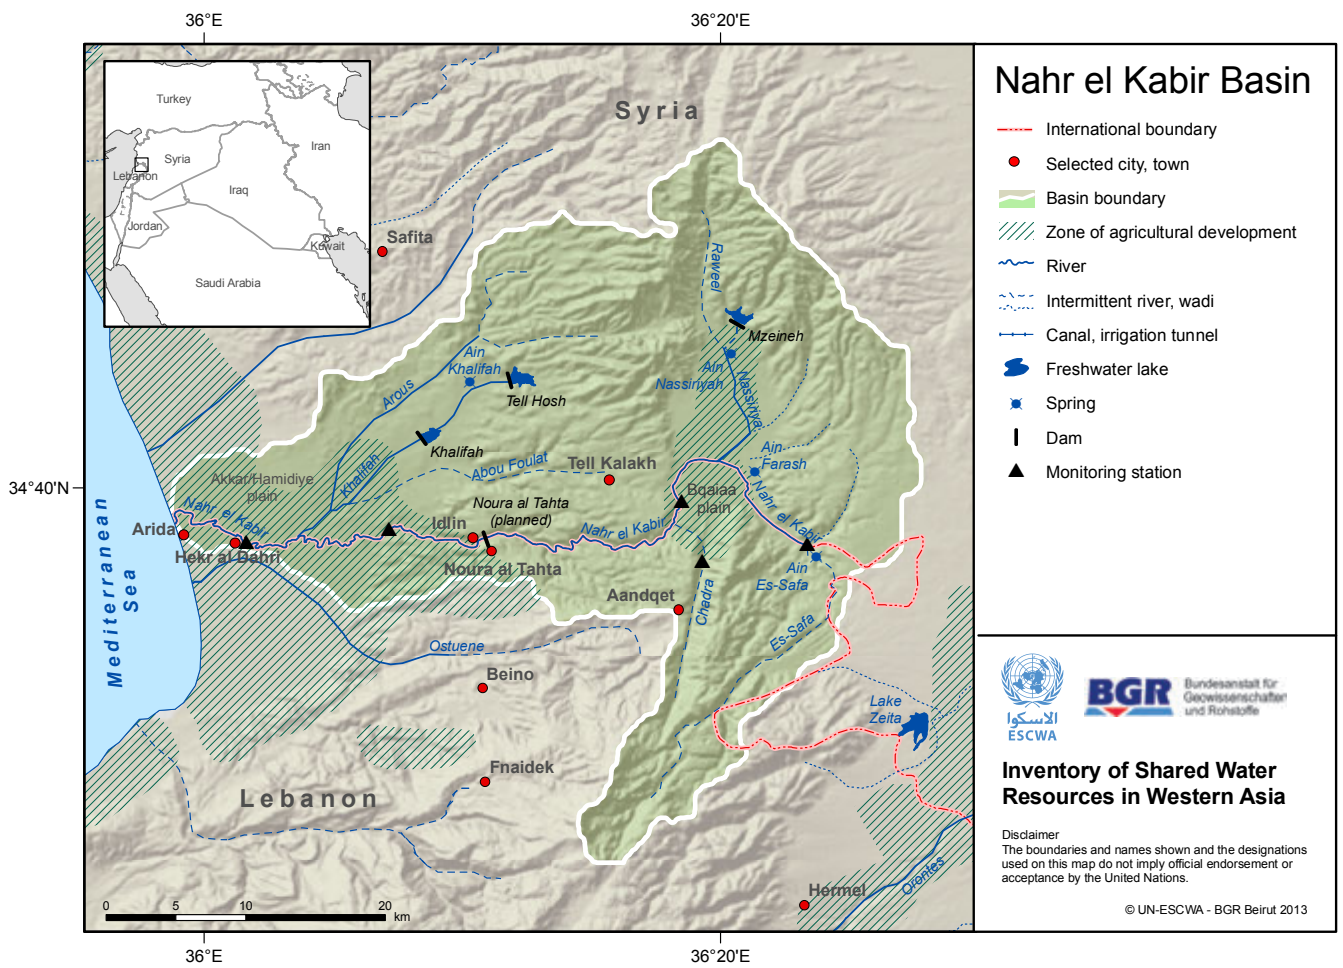 36°E
36°20'E
Nahr el Kabir Basin
International boundary
Selected city, town
Basin boundary
Zone of agricultural development
River
Intermittent river, wadi
Canal, irrigation tunnel
Freshwater lake
Spring
Dam
Monitoring station
Turkey
Syria
Iran
Lebanon
Iraq
Jordan
Kuwait
Saudi Arabia
Syria
Safita
Raweel
Mzeineh
Ain
Khalifah
Ain
Nassiriyah
Nassiriya
Arous
Tell Hosh
Khalifah
Khalifah
Abou Foulat
Tell Kalakh
Ain
Farash
Akkar/Hamidiye
plain
Bqaiaa
plain
34°40'N
Noura al Tahta
(planned)
Nahr el Kabir
Nahr el Kabir
Nahr el Kabir
Arida
Idlin
Hekr al Dahri
Noura al Tahta
Ain
Es-Safa
Aandqet
Chadra
Es-Safa
Mediterranean
Sea
Ostuene
Beino
Lake
Zeita
Fnaidek
Lebanon
Hermel
Orontes
0 5 10 20
km
36°E
36°20'E
الاسكوا
ESCWA
BGR
Bundesanstalt für
Geowissenschaften
und Rohstoffe
Inventory of Shared Water
Resources in Western Asia
Disclaimer
The boundaries and names shown and the designations
used on this map do not imply official endorsement or
acceptance by the United Nations.
© UN-ESCWA - BGR Beirut 2013